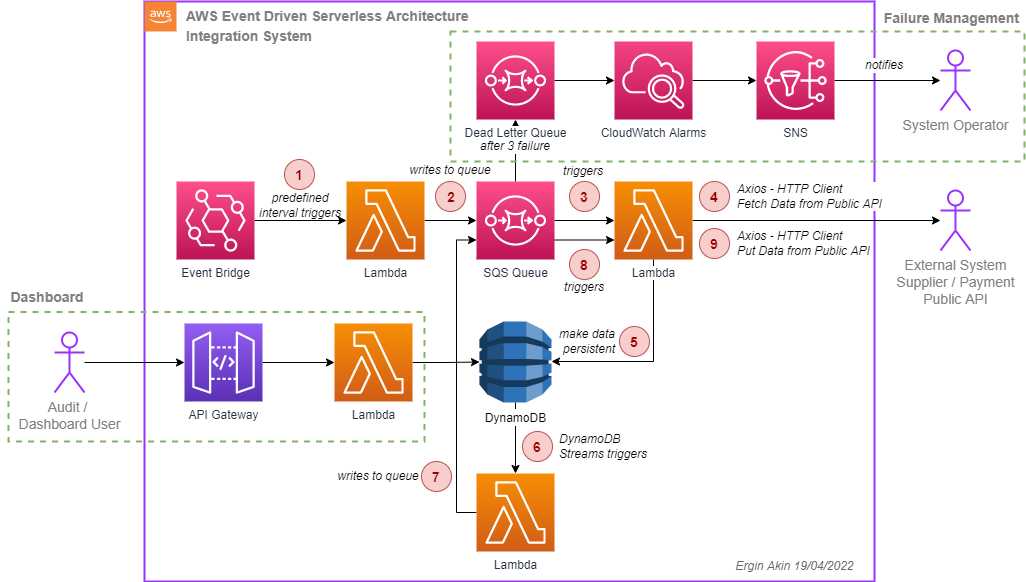 aws
AWS Event Driven Serverless Architecture
Integration System
Failure Management
Dead Letter Queue
after 3 failure
CloudWatch Alarms
SNS
notifies
System Operator
1
predefined
interval triggers
writes to queue
2
triggers
3
4
Axios - HTTP Client
Fetch Data from Public API
9
Axios - HTTP Client
Put Data from Public API
8
triggers
Event Bridge
Lambda
SQS Queue
Lambda
External System
Supplier / Payment
Public API
Dashboard
Audit /
Dashboard User
API Gateway
Lambda
DynamoDB
make data
persistent
5
6
DynamoDB
Streams triggers
writes to queue
7
Lambda
Ergin Akin 19/04/2022